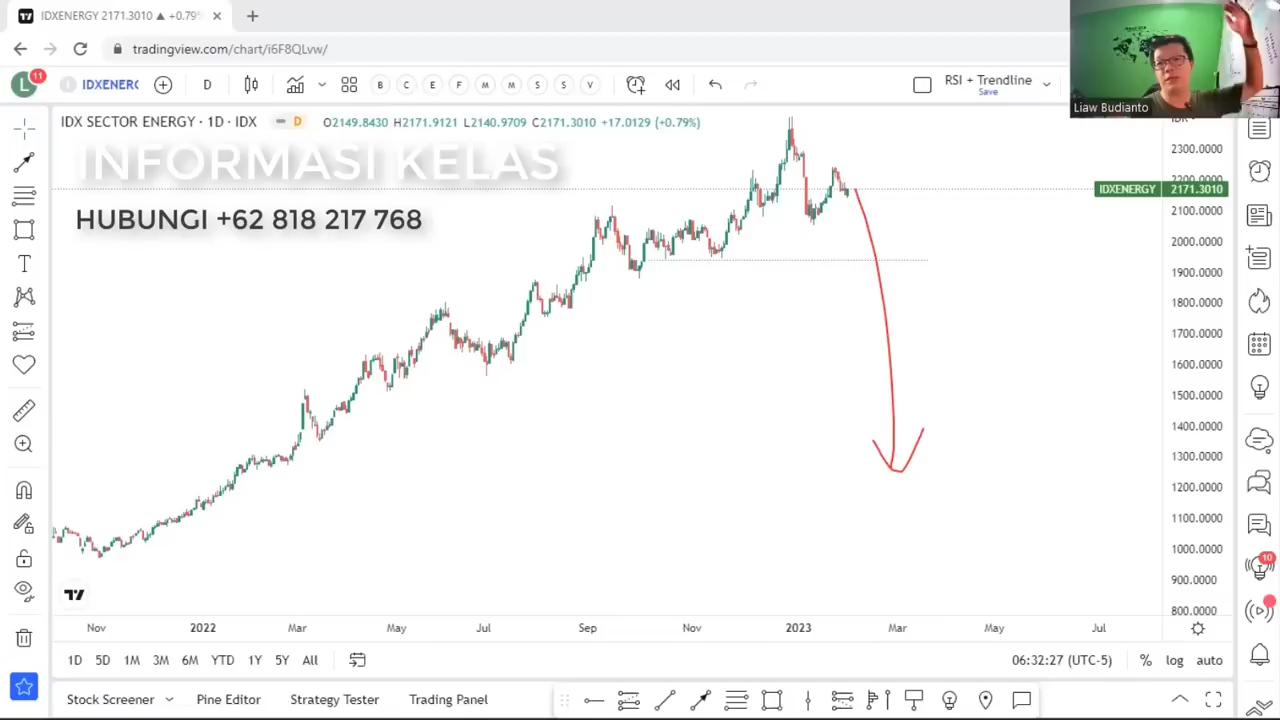 IDXENERGY 2171.3010 ▲ +0.79%
tradingview.com/chart/i6F8QLvw/
L 11 IDXENERG D B C E F M M S S V RSI + Trendline
Save
Liaw Budianto
IDX SECTOR ENERGY · 1D · IDX D L2140.9709 C2171.3010 +17.0129 (+0.79%)
INFORMASI KELAS
HUBUNGI +62 818 217 768
2300.0000
2200.0000
IDXENERGY 2171.3010
2100.0000
2000.0000
1900.0000
1800.0000
1700.0000
1600.0000
1500.0000
1400.0000
1300.0000
1200.0000
1100.0000
1000.0000
900.0000
800.0000
10
Nov 2022 Mar May Jul Sep Nov 2023 Mar May Jul
1D 5D 1M 3M 6M YTD 1Y 5Y All 06:32:27 (UTC-5) % log auto
Stock Screener Pine Editor Strategy Tester Trading Panel